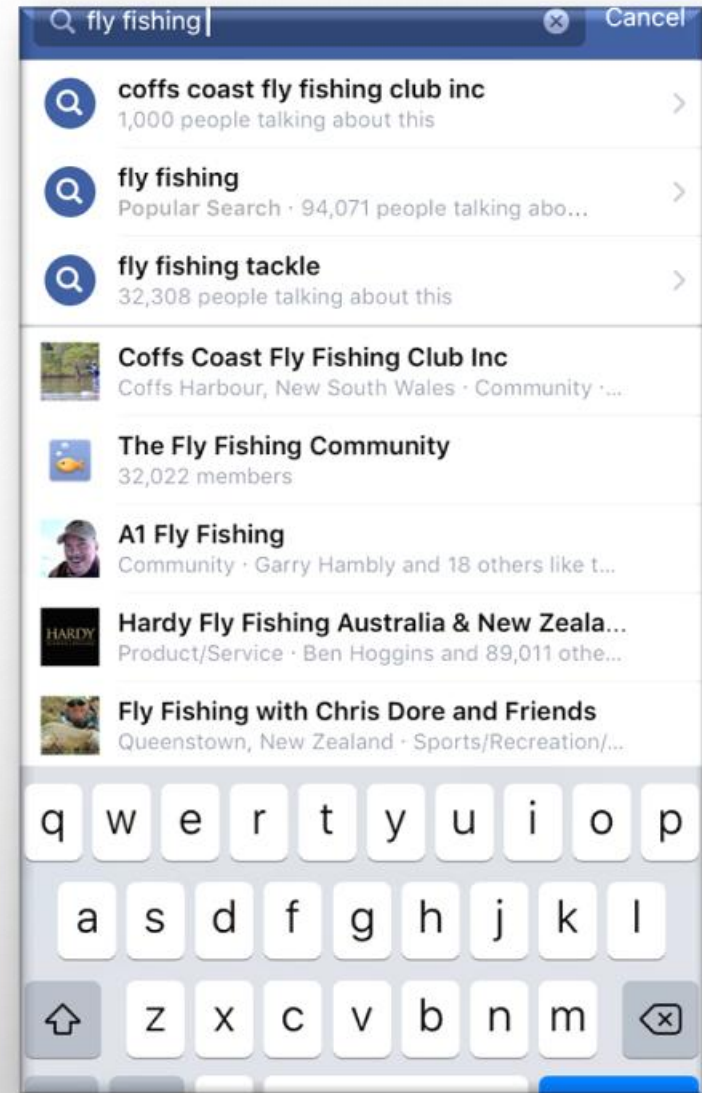 fly fishing
Cancel
coffs coast fly fishing club inc
1,000 people talking about this
fly fishing
Popular Search · 94,071 people talking abo...
fly fishing tackle
32,308 people talking about this
Coffs Coast Fly Fishing Club Inc
Coffs Harbour, New South Wales · Community ·...
The Fly Fishing Community
32,022 members
A1 Fly Fishing
Community · Garry Hambly and 18 others like t...
HARDY
Hardy Fly Fishing Australia & New Zeala...
Product/Service · Ben Hoggins and 89,011 othe...
Fly Fishing with Chris Dore and Friends
Queenstown, New Zealand · Sports/Recreation/...
q w e r t y u i o p
a s d f g h j k l
z x c v b n m